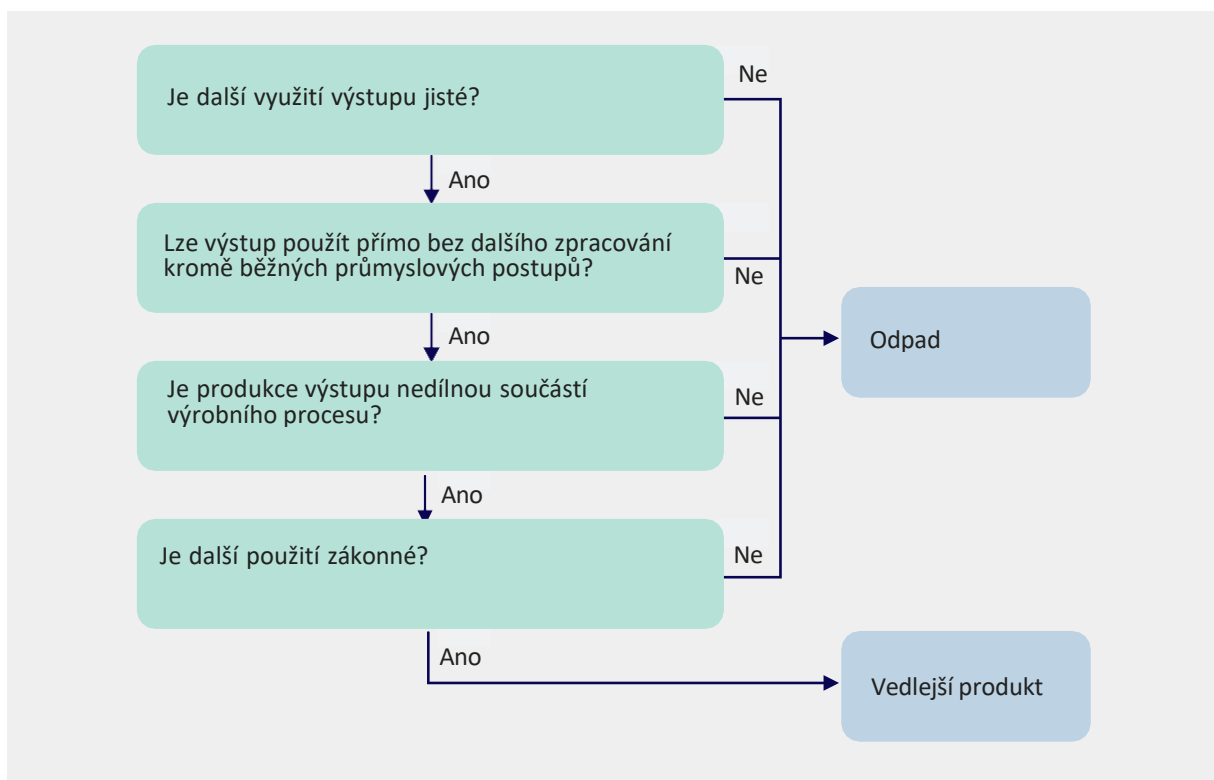 Je další využití výstupu jisté?
Ne
Ano
Lze výstup použít přímo bez dalšího zpracování
kromě běžných průmyslových postupů?
Ne
Ano
Odpad
Je produkce výstupu nedílnou součástí
výrobního procesu?
Ne
Ano
Je další použití zákonné?
Ne
Ano
Vedlejší produkt